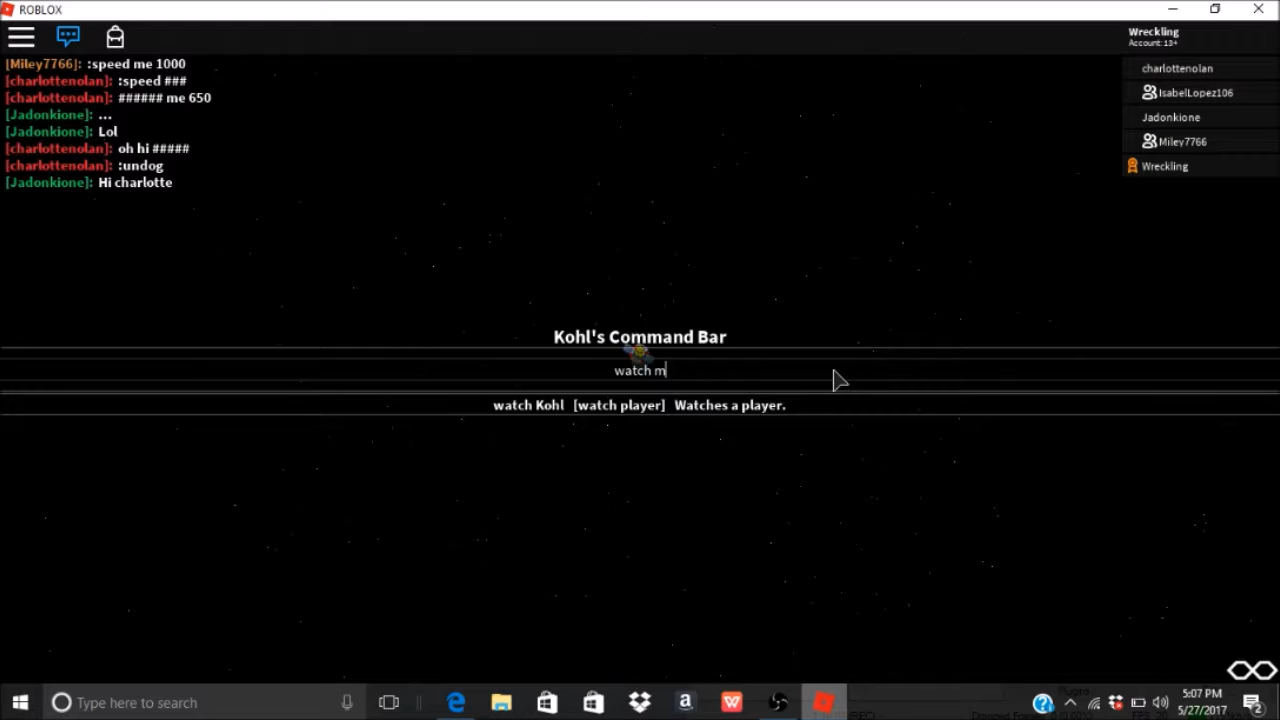 ROBLOX
Wreckling
Account: 13+
[Miley7766]: :speed me 1000
[charlottenolan]: :speed ###
[charlottenolan]: ###### me 650
[Jadonkione]: ...
[Jadonkione]: Lol
[charlottenolan]: oh hi #####
[charlottenolan]: :undog
[Jadonkione]: Hi charlotte
charlottenolan
IsabelLopez106
Jadonkione
Miley7766
Wreckling
Kohl's Command Bar
watch m
watch Kohl [watch player] Watches a player.
Type here to search
Plugins
5:07 PM
5/27/2017
2